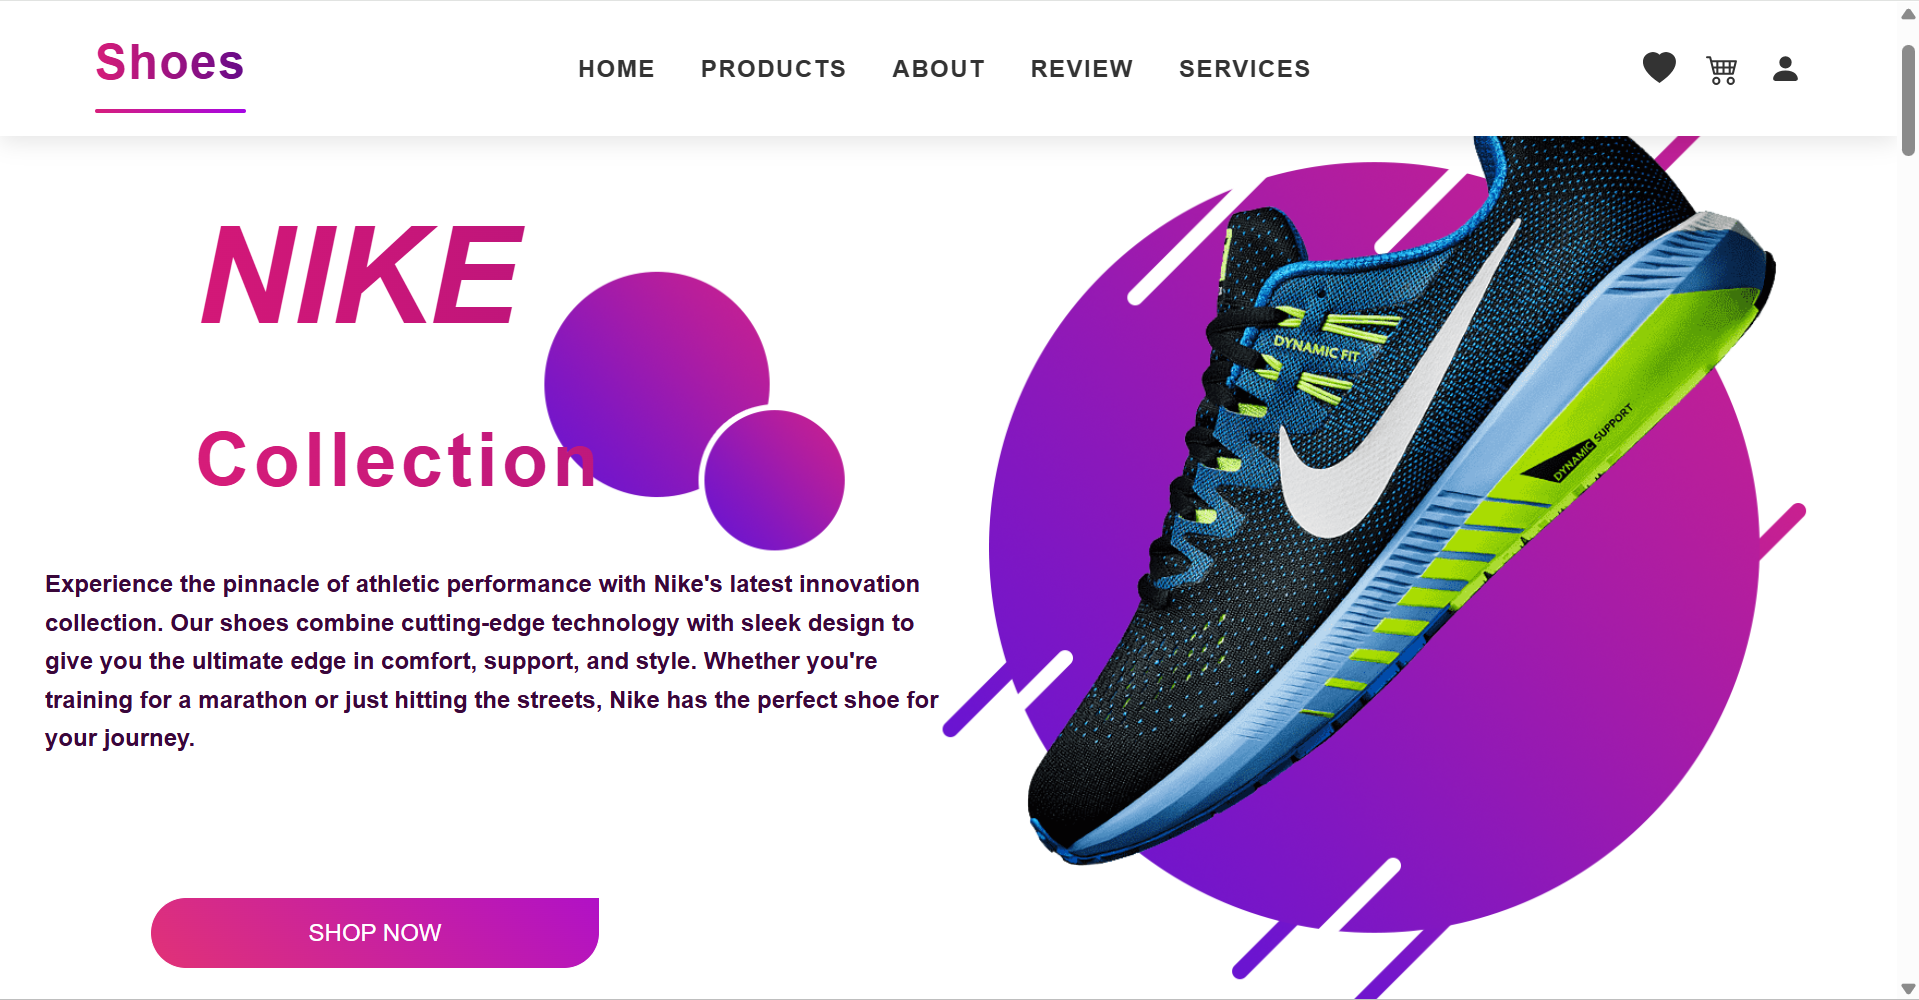 Shoes
HOME PRODUCTS ABOUT REVIEW SERVICES
NIKE
Collection
Experience the pinnacle of athletic performance with Nike's latest innovation
collection. Our shoes combine cutting-edge technology with sleek design to
give you the ultimate edge in comfort, support, and style. Whether you're
training for a marathon or just hitting the streets, Nike has the perfect shoe for
your journey.
SHOP NOW
DYNAMIC FIT
DYNAMIC SUPPORT